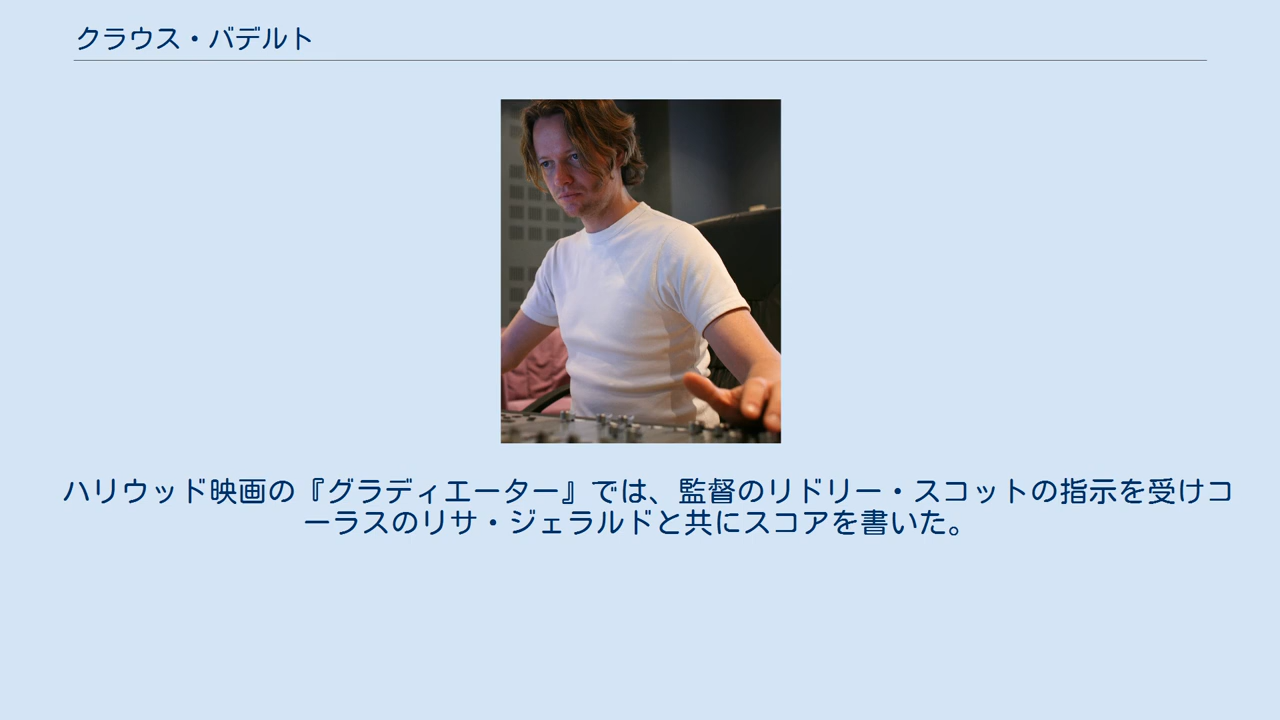 クラウス・バデルト
ハリウッド映画の『グラディエーター』では、監督のリドリー・スコットの指示を受けコ
ーラスのリサ・ジェラルドと共にスコアを書いた。